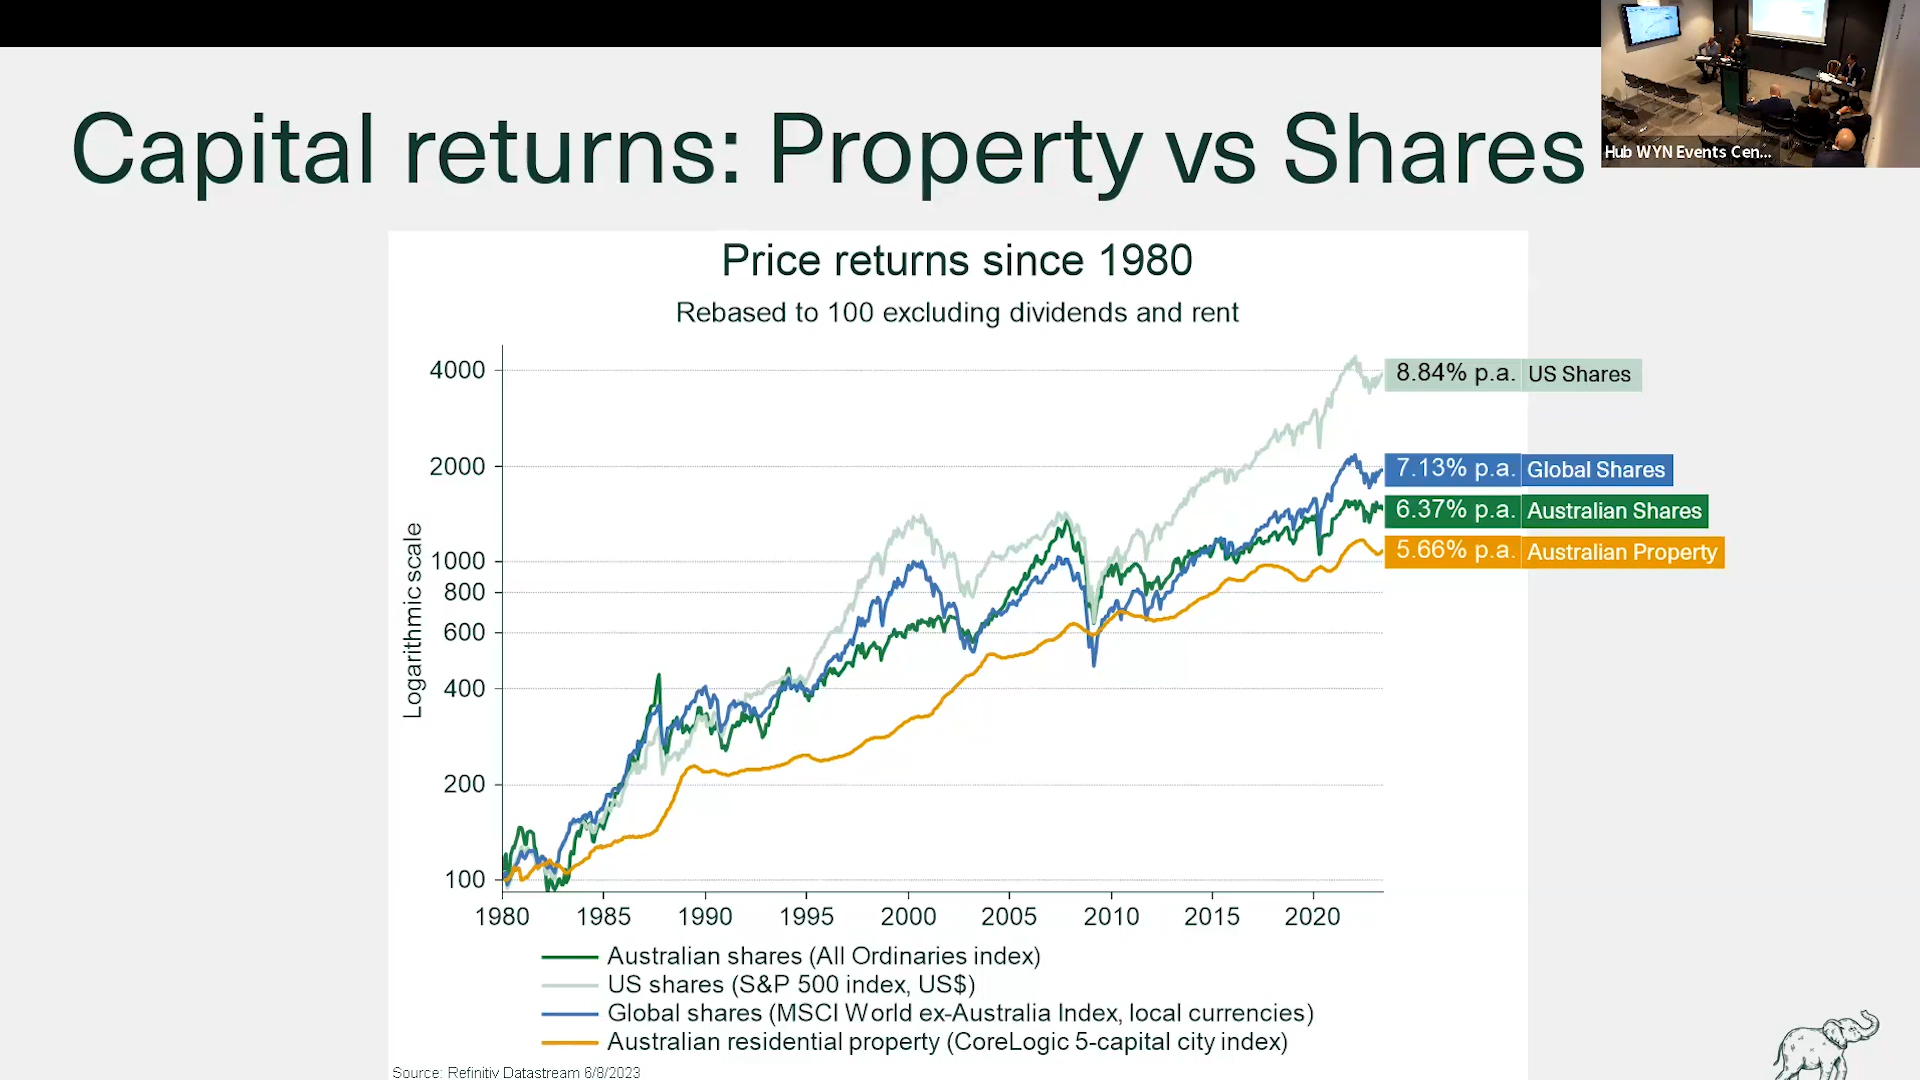 Hub WYN Events Cen...
Capital returns: Property vs Shares
Price returns since 1980
Rebased to 100 excluding dividends and rent
Logarithmic scale
4000
2000
1000
800
600
400
200
100
1980 1985 1990 1995 2000 2005 2010 2015 2020
8.84% p.a. US Shares
7.13% p.a. Global Shares
6.37% p.a. Australian Shares
5.66% p.a. Australian Property
Australian shares (All Ordinaries index)
US shares (S&P 500 index, US$)
Global shares (MSCI World ex-Australia Index, local currencies)
Australian residential property (CoreLogic 5-capital city index)
Source: Refinitiv Datastream 6/8/2023